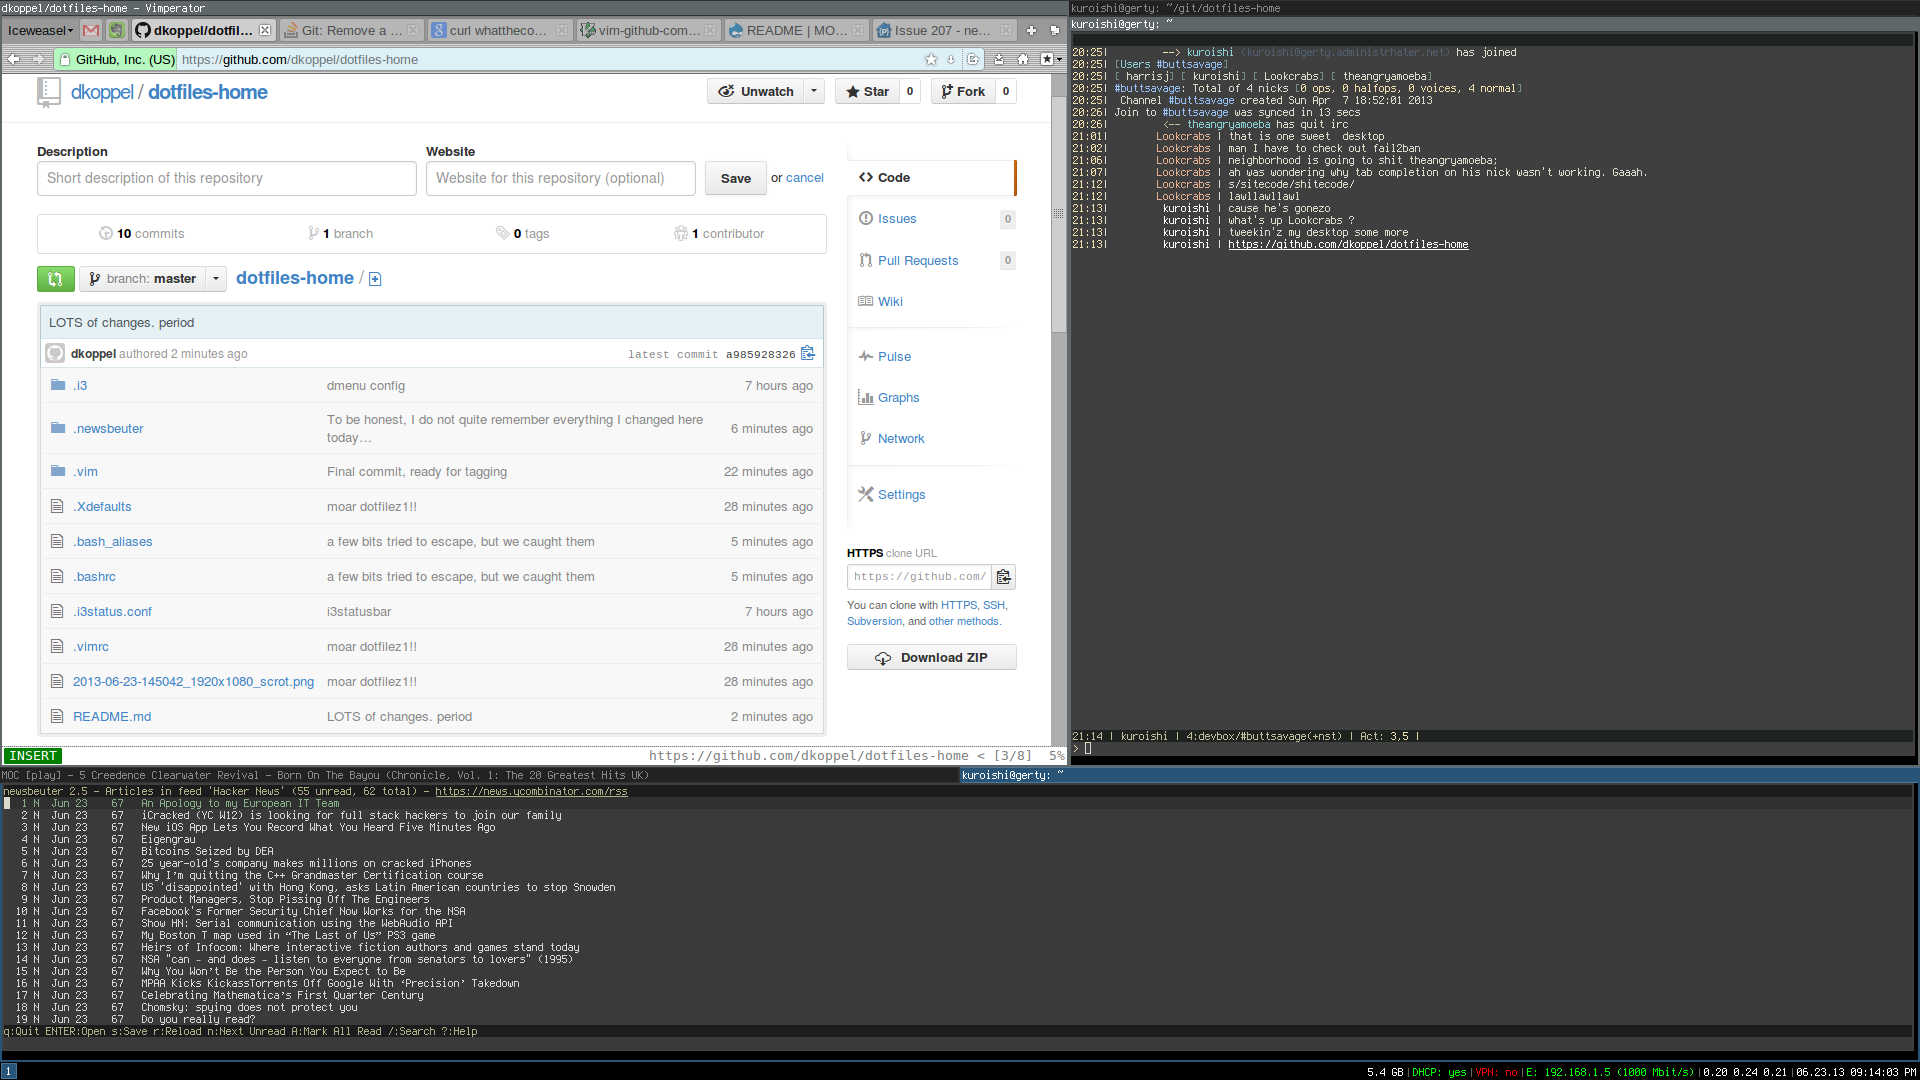 dkoppel/dotfiles-home - Vimperator
Iceweasel
dkoppel/dotfil...
Git: Remove a ...
curl whattheco...
vim-github-com...
README | MO...
Issue 207 - ne...
GitHub, Inc. (US)
https://github.com/dkoppel/dotfiles-home
dkoppel / dotfiles-home
Unwatch
Star 0
Fork 0
Description
Website
Short description of this repository
Website for this repository (optional)
Save or cancel
10 commits
1 branch
0 tags
1 contributor
branch: master
dotfiles-home /
LOTS of changes. period
dkoppel authored 2 minutes ago
latest commit a985928326
.i3 dmenu config 7 hours ago
.newsbeuter To be honest, I do not quite remember everything I changed here today… 6 minutes ago
.vim Final commit, ready for tagging 22 minutes ago
.Xdefaults moar dotfilez1!! 28 minutes ago
.bash_aliases a few bits tried to escape, but we caught them 5 minutes ago
.bashrc a few bits tried to escape, but we caught them 5 minutes ago
.i3status.conf i3statusbar 7 hours ago
.vimrc moar dotfilez1!! 28 minutes ago
2013-06-23-145042_1920x1080_scrot.png moar dotfilez1!! 28 minutes ago
README.md LOTS of changes. period 2 minutes ago
Code
Issues 0
Pull Requests 0
Wiki
Pulse
Graphs
Network
Settings
HTTPS clone URL
https://github.com/
You can clone with HTTPS, SSH,
Subversion, and other methods.
Download ZIP
INSERT
https://github.com/dkoppel/dotfiles-home < [3/8] 5%
kuroishi@gerty: ~/git/dotfiles-home
kuroishi@gerty: ~
20:25| --> kuroishi (kuroishi@gerty.administrhater.net) has joined
20:25| [Users #buttsavage]
20:25| [ harrisj] [ kuroishi] [ Lookcrabs] [ theangryamoeba]
20:25| #buttsavage: Total of 4 nicks [0 ops, 0 halfops, 0 voices, 4 normal]
20:25| Channel #buttsavage created Sun Apr 7 18:52:01 2013
20:26| Join to #buttsavage was synced in 13 secs
20:26| <-- theangryamoeba has quit irc
21:01| Lookcrabs | that is one sweet desktop
21:02| Lookcrabs | man I have to check out fail2ban
21:06| Lookcrabs | neighborhood is going to shit theangryamoeba;
21:07| Lookcrabs | ah was wondering why tab completion on his nick wasn't working. Gaaah.
21:12| Lookcrabs | s/sitecode/shitecode/
21:12| Lookcrabs | lawllawllawl
21:13| kuroishi | cause he's gonezo
21:13| kuroishi | what's up Lookcrabs ?
21:13| kuroishi | tweekin'z my desktop some more
21:13| kuroishi | https://github.com/dkoppel/dotfiles-home
21:14 | kuroishi | 4:devbox/#buttsavage(+nst) | Act: 3,5 |
>
MOC [play] - 5 Creedence Clearwater Revival - Born On The Bayou (Chronicle, Vol. 1: The 20 Greatest Hits UK)
kuroishi@gerty: ~
newsbeuter 2.5 - Articles in feed 'Hacker News' (55 unread, 62 total) - https://news.ycombinator.com/rss
1 N Jun 23 67 An Apology to my European IT Team
2 N Jun 23 67 iCracked (YC W12) is looking for full stack hackers to join our family
3 N Jun 23 67 New iOS App Lets You Record What You Heard Five Minutes Ago
4 N Jun 23 67 Eigengrau
5 N Jun 23 67 Bitcoins Seized by DEA
6 N Jun 23 67 25 year-old's company makes millions on cracked iPhones
7 N Jun 23 67 Why I'm quitting the C++ Grandmaster Certification course
8 N Jun 23 67 US 'disappointed' with Hong Kong, asks Latin American countries to stop Snowden
9 N Jun 23 67 Product Managers, Stop Pissing Off The Engineers
10 N Jun 23 67 Facebook's Former Security Chief Now Works for the NSA
11 N Jun 23 67 Show HN: Serial communication using the WebAudio API
12 N Jun 23 67 My Boston T map used in “The Last of Us” PS3 game
13 N Jun 23 67 Heirs of Infocom: Where interactive fiction authors and games stand today
14 N Jun 23 67 NSA "can - and does - listen to everyone from senators to lovers" (1995)
15 N Jun 23 67 Why You Won't Be the Person You Expect to Be
16 N Jun 23 67 MPAA Kicks KickassTorrents Off Google With ‘Precision’ Takedown
17 N Jun 23 67 Celebrating Mathematica's First Quarter Century
18 N Jun 23 67 Chomsky: spying does not protect you
19 N Jun 23 67 Do you really read?
q:Quit ENTER:Open s:Save r:Reload n:Next Unread A:Mark All Read /:Search ?:Help
1
5.4 GB|DHCP: yes|VPN: no|E: 192.168.1.5 (1000 Mbit/s)|0.20 0.24 0.21|06.23.13 09:14:03 PM